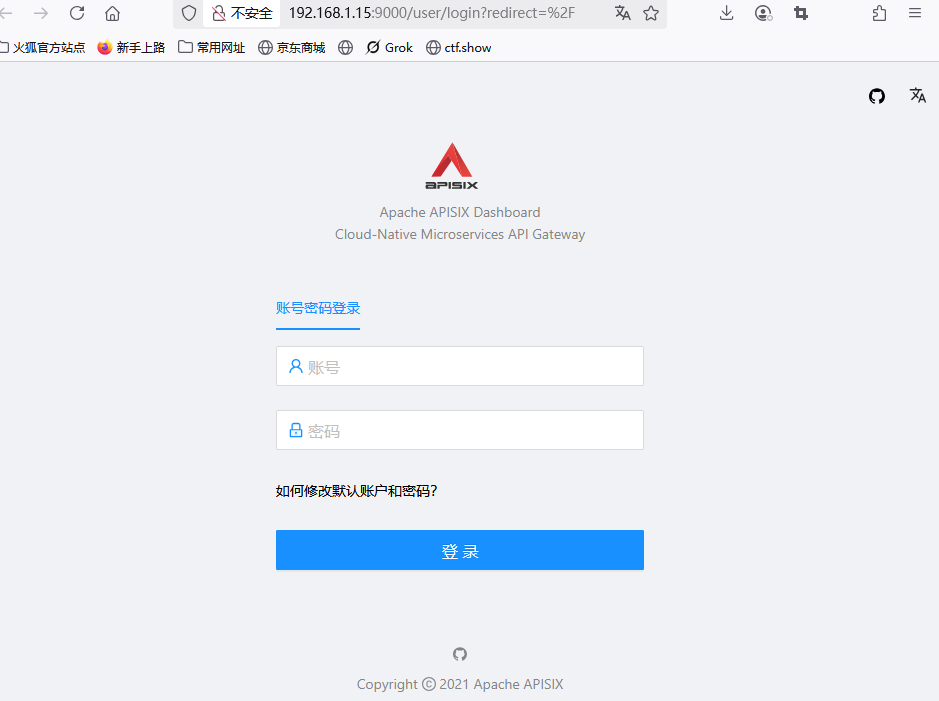 不安全 192.168.1.15:9000/user/login?redirect=%2F
火狐官方站点 新手上路 常用网址 京东商城 Grok ctf.show
APISIX
Apache APISIX Dashboard
Cloud-Native Microservices API Gateway
账号密码登录
账号
密码
如何修改默认账户和密码?
登录
Copyright © 2021 Apache APISIX